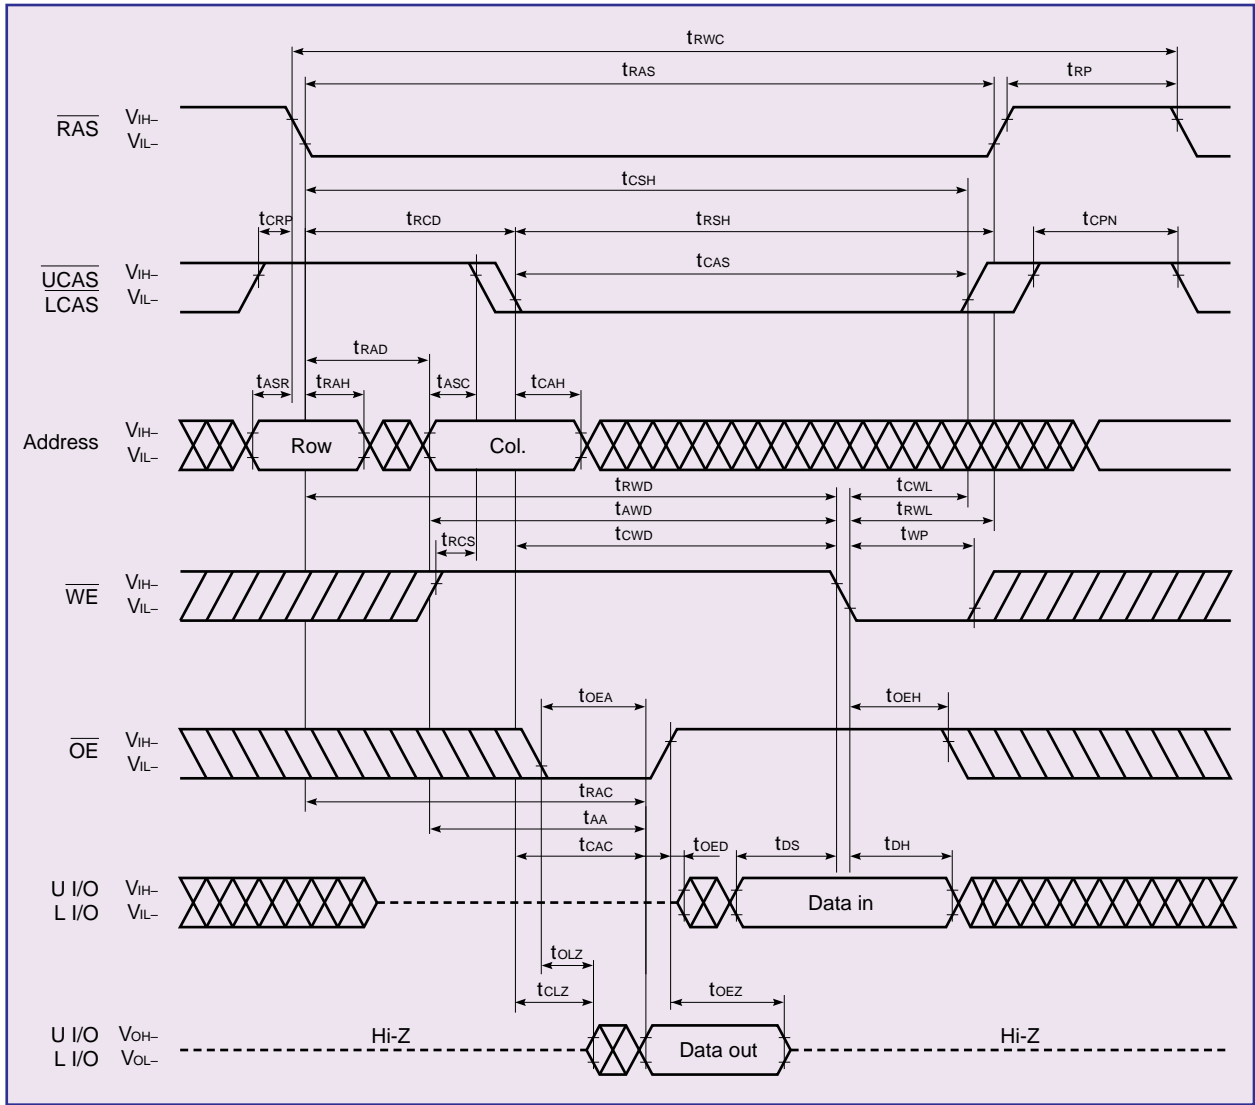 tRWC
tRAS
tRP
RAS
VIH–
VIL–
tCSH
tCRP
tRCD
tRSH
tCPN
UCAS
LCAS
VIH–
VIL–
tCAS
tRAD
tASR
tRAH
tASC
tCAH
Address
VIH–
VIL–
Row
Col.
tRWD
tCWL
tAWD
tRWL
tRCS
tCWD
tWP
WE
VIH–
VIL–
tOEA
tOEH
OE
VIH–
VIL–
tRAC
tAA
tCAC
tOED
tDS
tDH
U I/O
L I/O
VIH–
VIL–
Data in
tOLZ
tCLZ
tOEZ
U I/O
L I/O
VOH–
VOL–
Hi-Z
Data out
Hi-Z